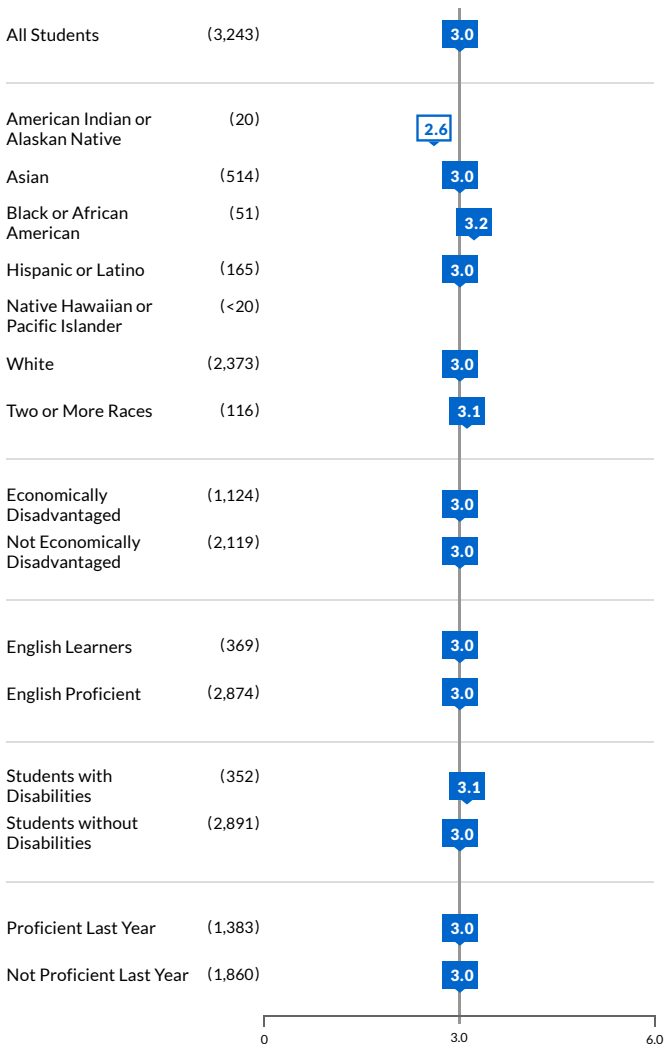 All Students (3,243) 3.0
American Indian or (20)
Alaskan Native 2.6
Asian (514) 3.0
Black or African (51)
American 3.2
Hispanic or Latino (165) 3.0
Native Hawaiian or (<20)
Pacific Islander
White (2,373) 3.0
Two or More Races (116) 3.1
Economically (1,124)
Disadvantaged 3.0
Not Economically (2,119)
Disadvantaged 3.0
English Learners (369) 3.0
English Proficient (2,874) 3.0
Students with (352)
Disabilities 3.1
Students without (2,891)
Disabilities 3.0
Proficient Last Year (1,383) 3.0
Not Proficient Last Year (1,860) 3.0
0 3.0 6.0